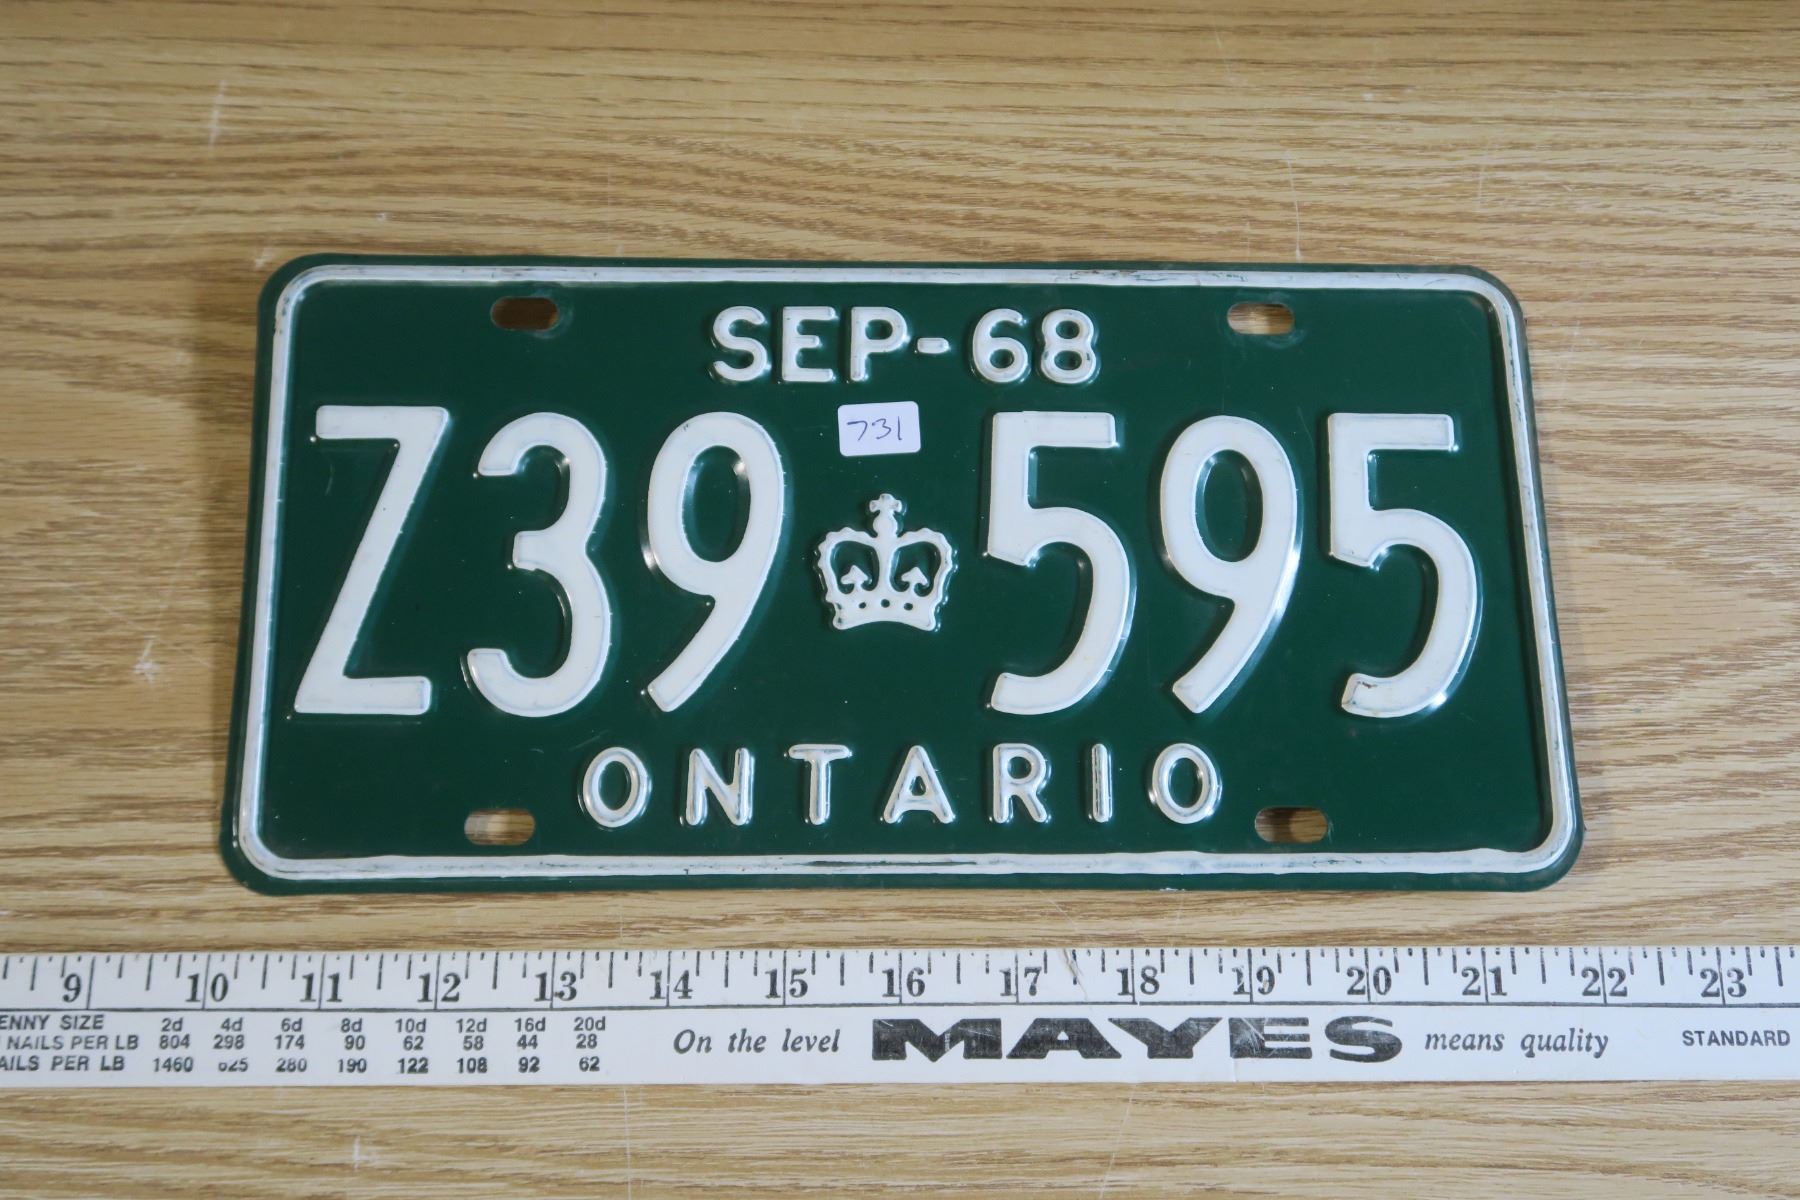 SEP-68
731
Z39 595
ONTARIO
9 10 11 12 13 14 15 16 17 18 19 20 21 22 23
ENNY SIZE 2d 4d 6d 8d 10d 12d 16d 20d
NAILS PER LB 804 298 174 90 62 58 44 28
AILS PER LB 1460 625 280 190 122 108 92 62
On the level MAYES means quality STANDARD